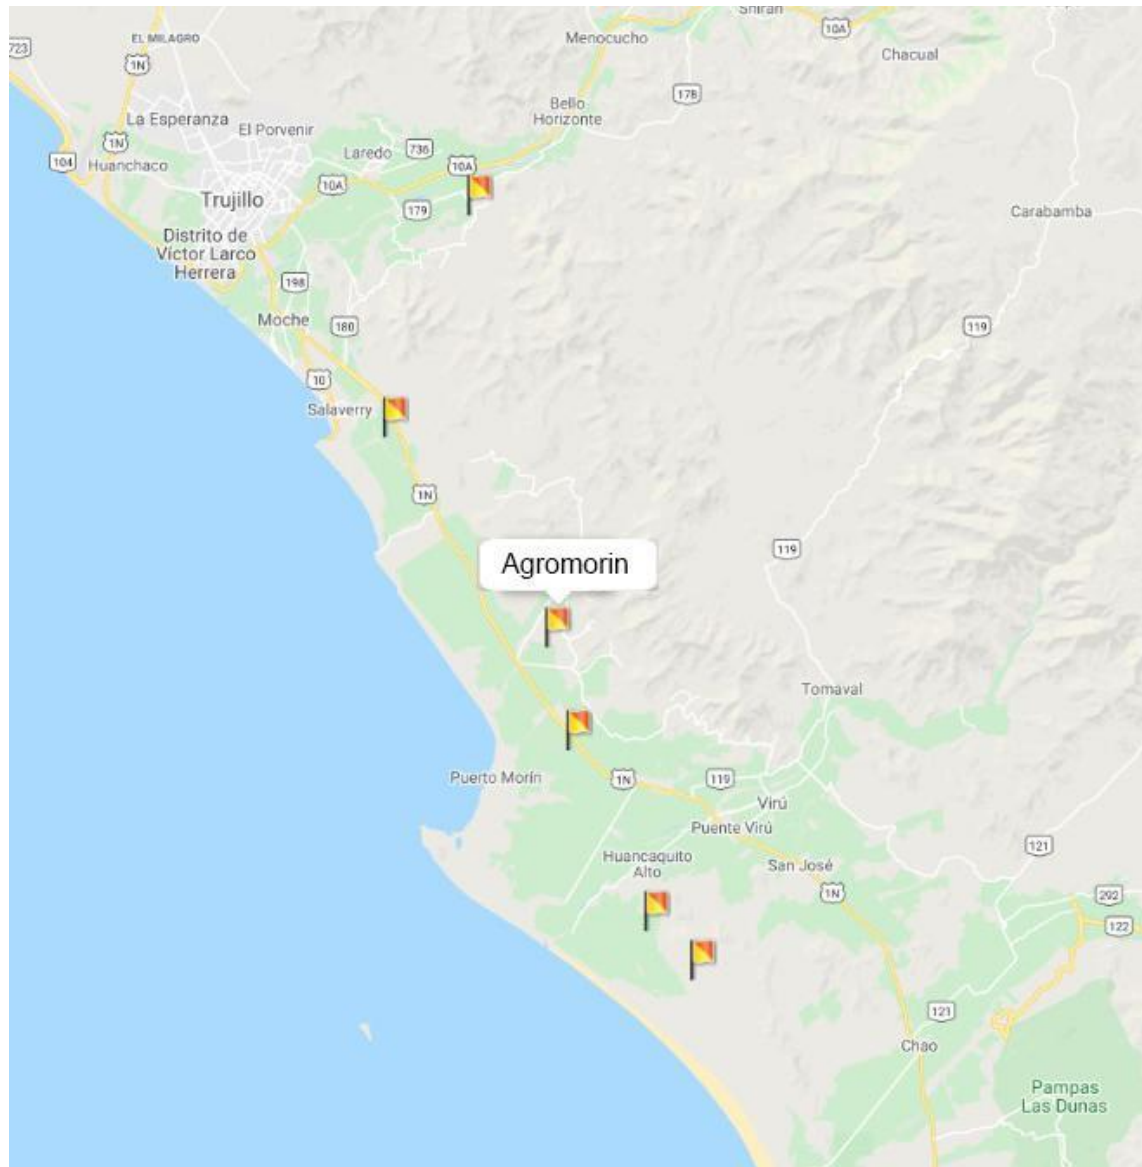 Shiran
EL MILAGRO
Menocucho
10A
723
1N
Chacual
178
La Esperanza
Bello
Horizonte
El Porvenir
1N
Laredo
736
104
Huanchaco
10A
10A
Trujillo
179
Carabamba
Distrito de
Víctor Larco
Herrera
198
Moche
180
119
10
Salaverry
1N
119
Agromorin
Tomaval
Puerto Morín
1N
119
Virú
Puente Virú
121
Huancaquito
Alto
San José
1N
292
122
121
Chao
Pampas
Las Dunas